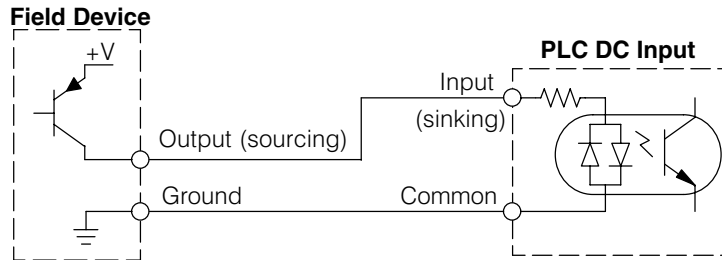 Field Device
+V
PLC DC Input
Input
(sinking)
Output (sourcing)
Ground
Common